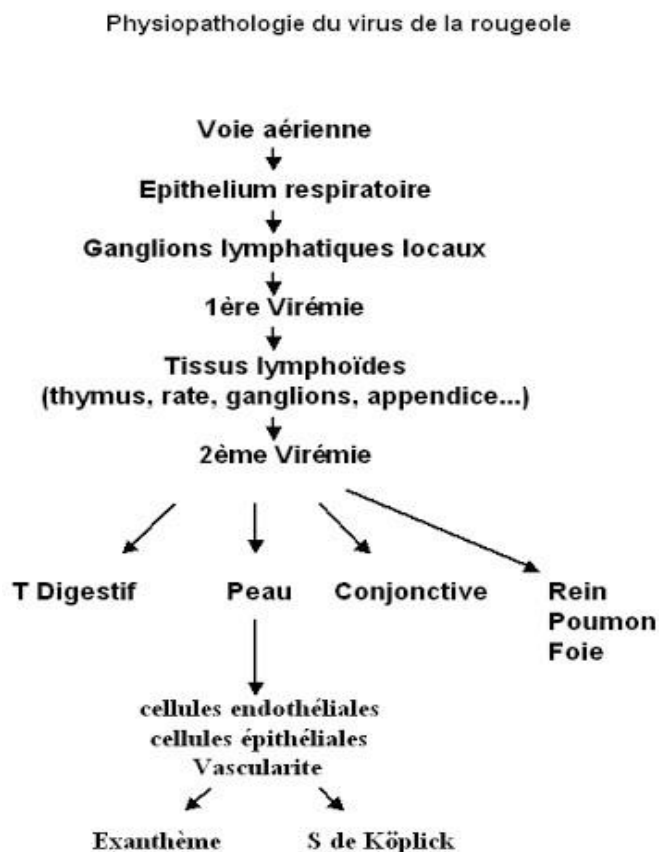 Physiopathologie du virus de la rougeole
Voie aérienne
Epithelium respiratoire
Ganglions lymphatiques locaux
1ère Virémie
Tissus lymphoïdes
(thymus, rate, ganglions, appendice...)
2ème Virémie
T Digestif Peau Conjonctive Rein
Poumon
Foie
cellules endothéliales
cellules épithéliales
Vascularite
Exanthème S de Köplick